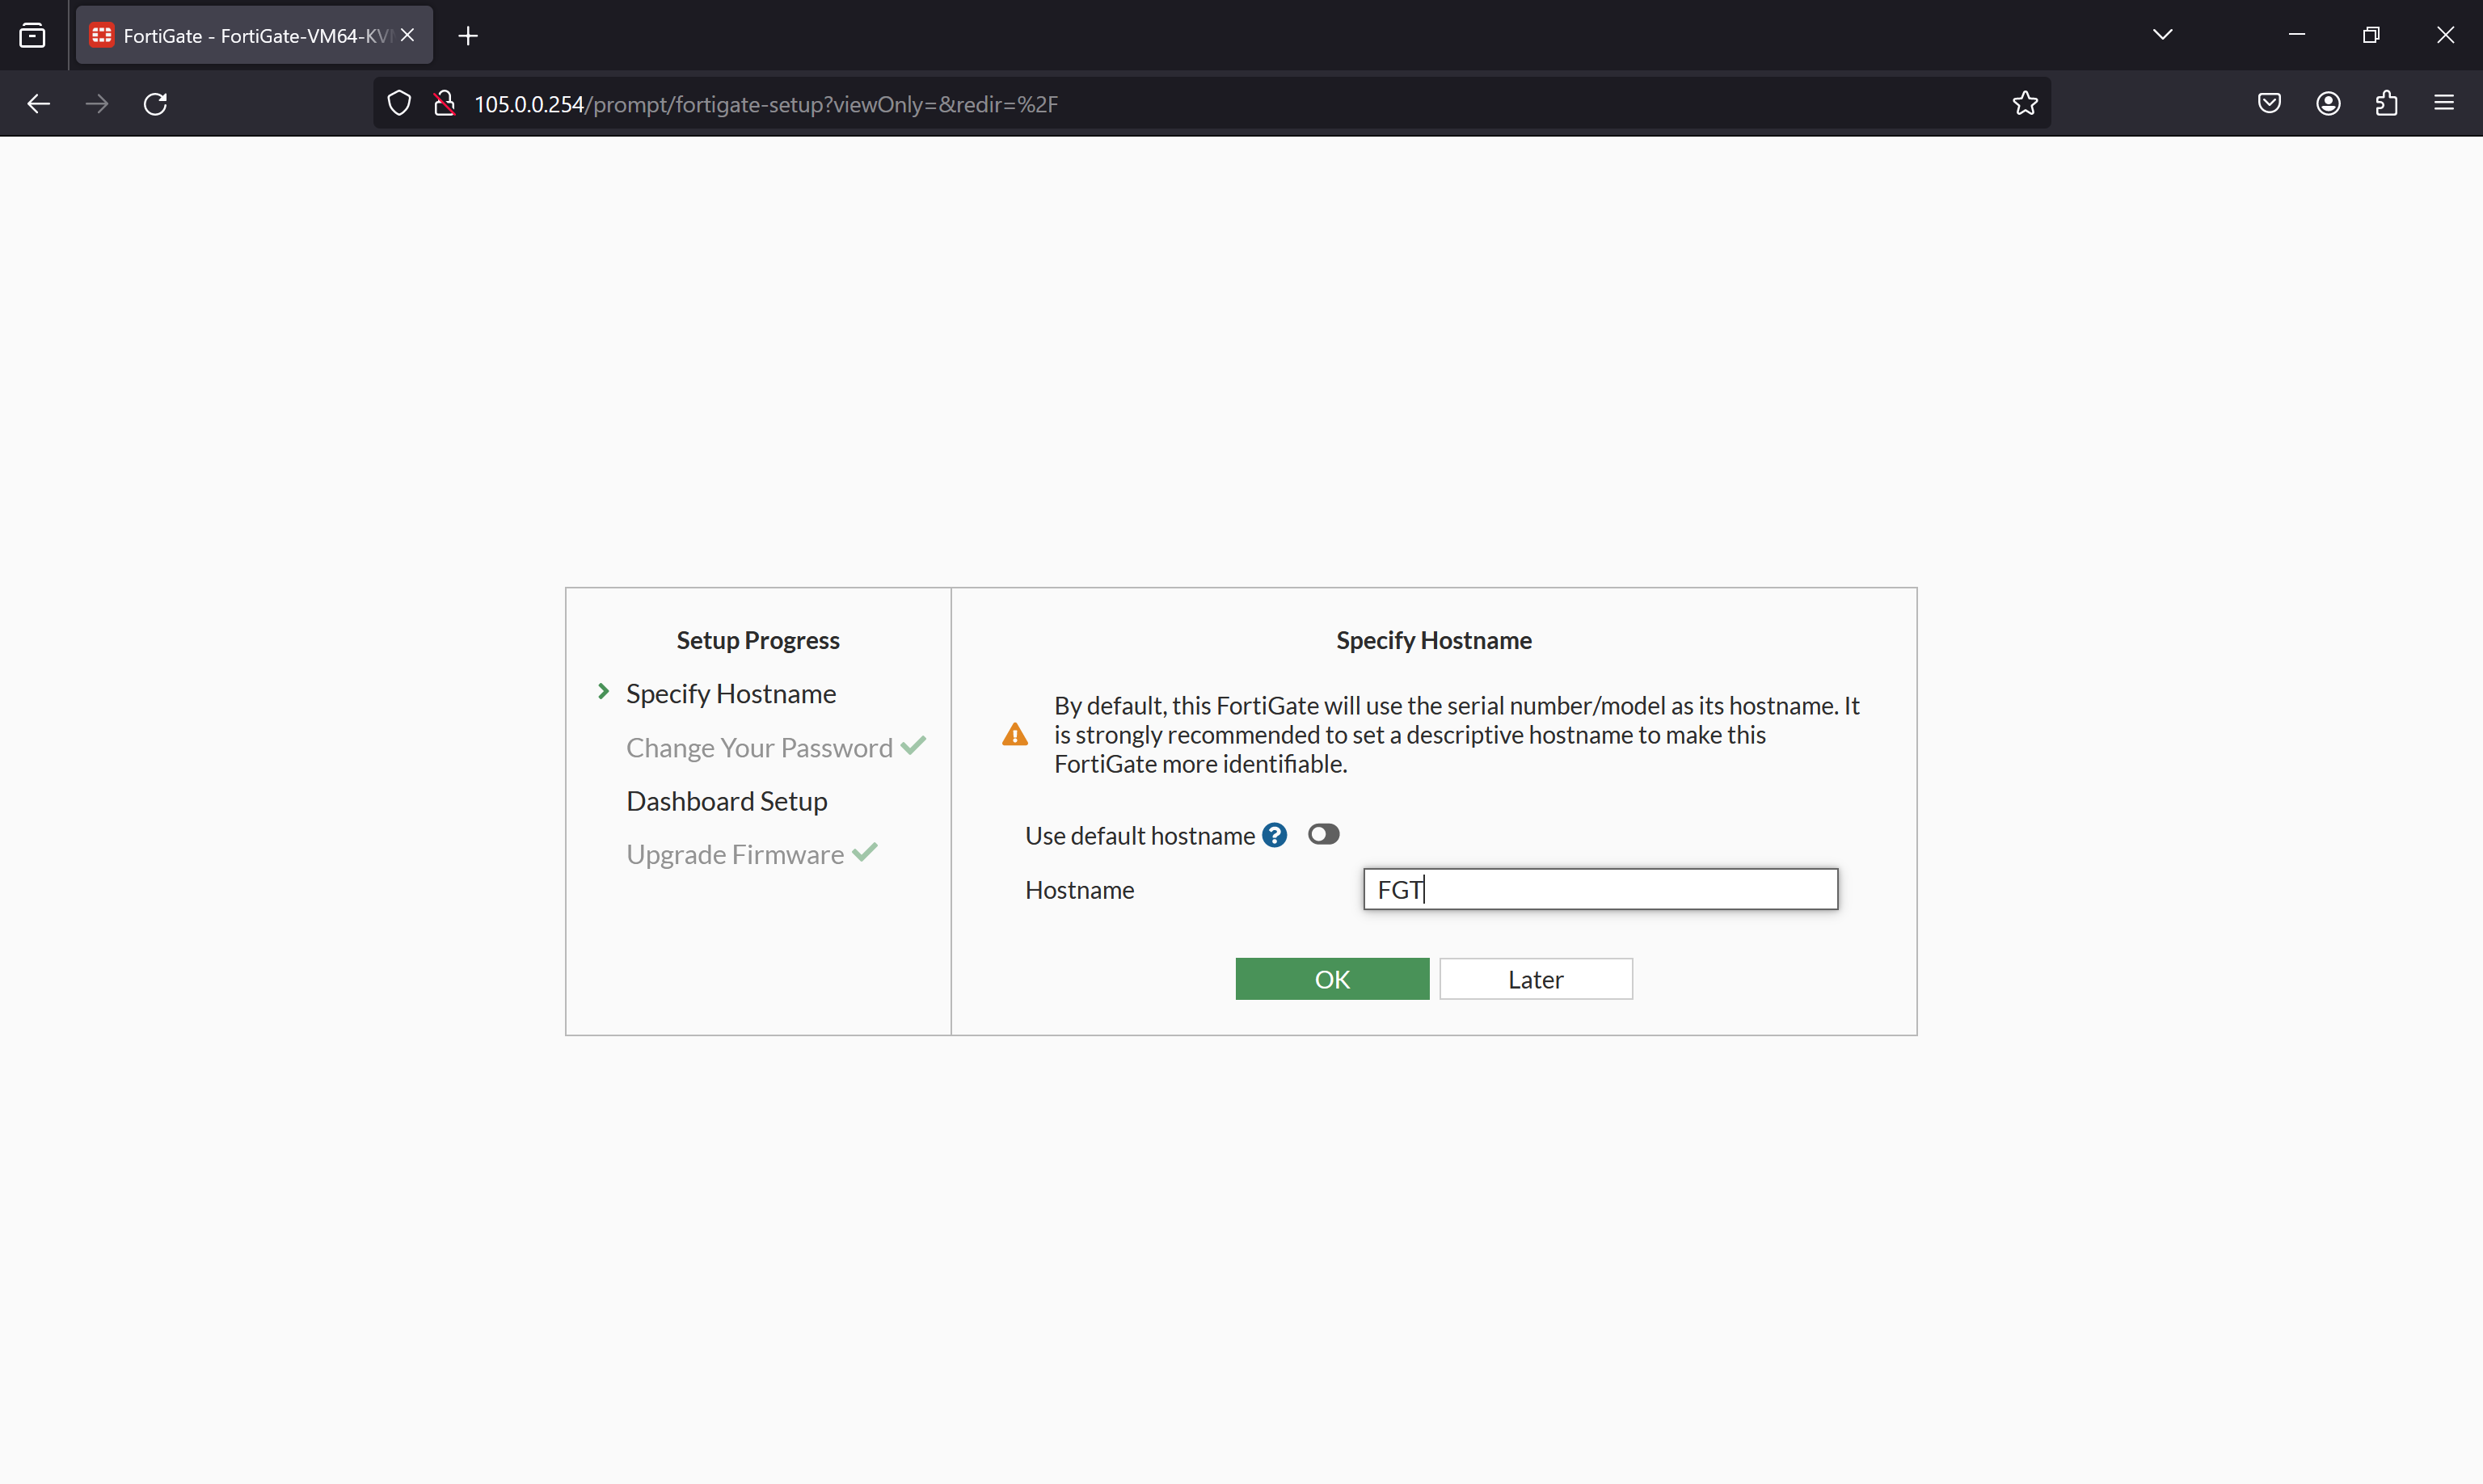 FortiGate - FortiGate-VM64-KV
105.0.0.254/prompt/fortigate-setup?viewOnly=&redir=%2F
Setup Progress
Specify Hostname
Change Your Password
Dashboard Setup
Upgrade Firmware
Specify Hostname
By default, this FortiGate will use the serial number/model as its hostname. It
is strongly recommended to set a descriptive hostname to make this
FortiGate more identifiable.
Use default hostname
Hostname
FGT
OK
Later